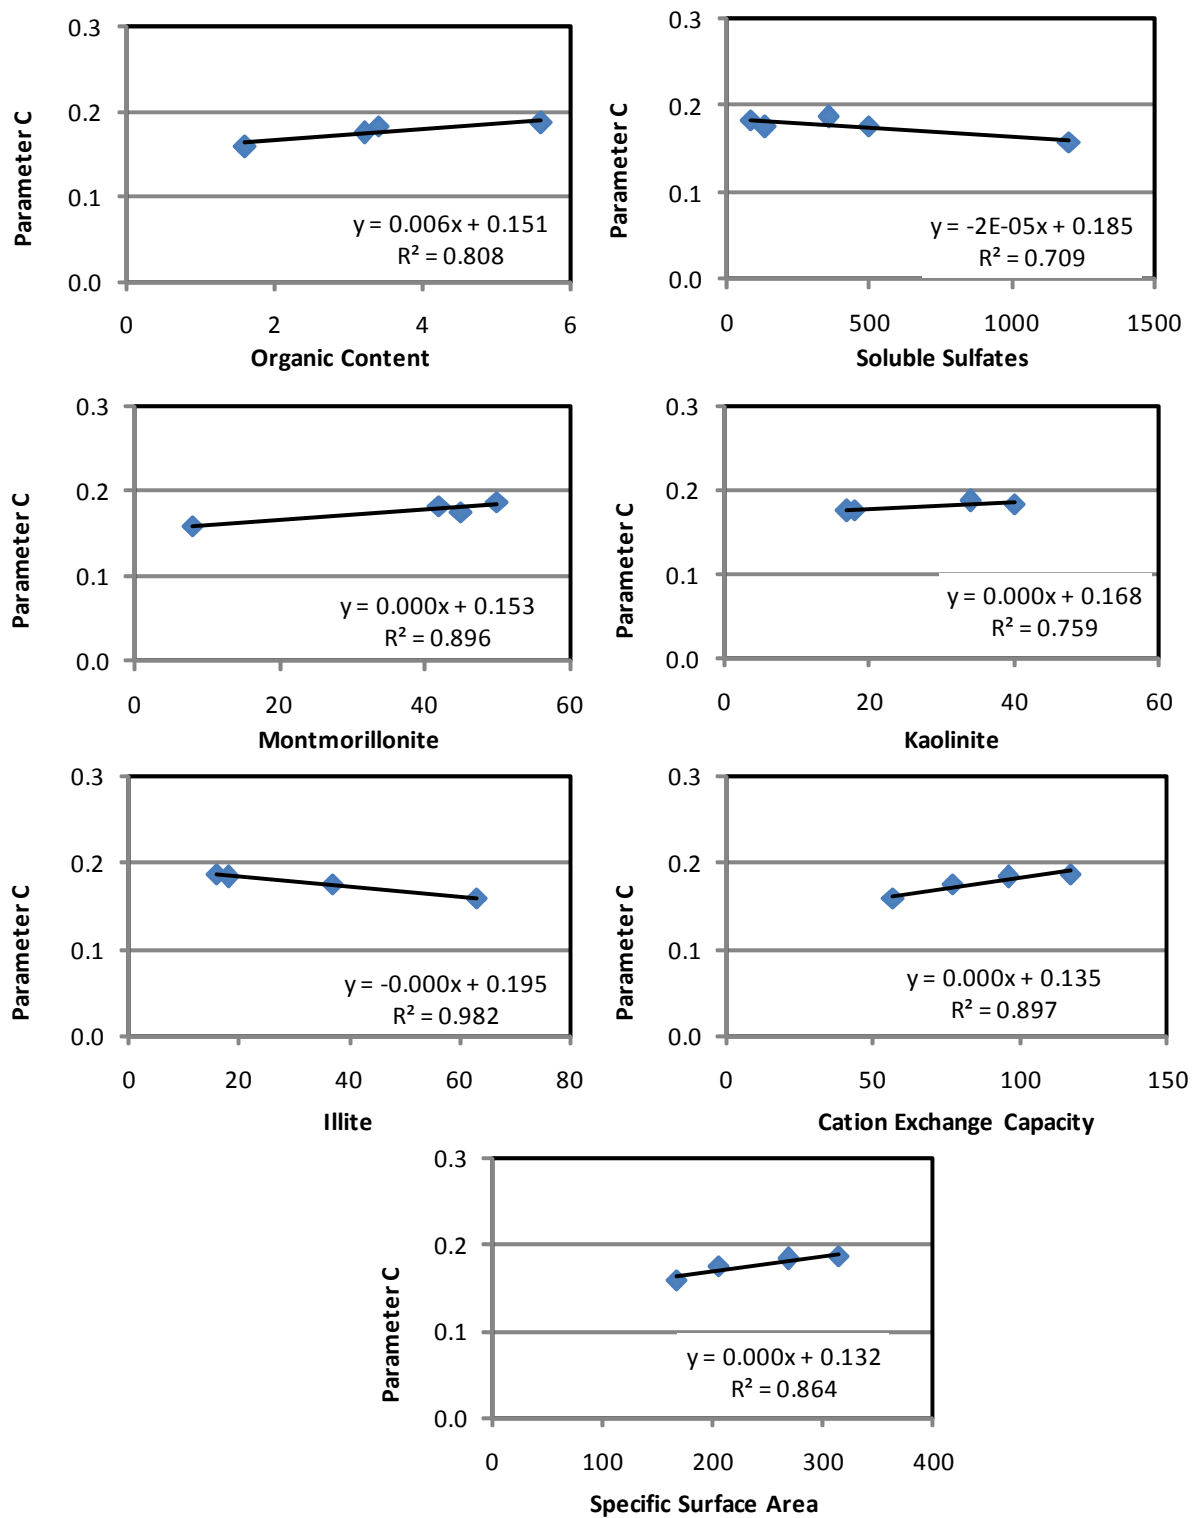 0.3
0.2
0.1
0.0
Parameter C
y = 0.006x + 0.151
R² = 0.808
0 2 4 6
Organic Content
0.3
0.2
0.1
0.0
Parameter C
y = -2E-05x + 0.185
R² = 0.709
0 500 1000 1500
Soluble Sulfates
0.3
0.2
0.1
0.0
Parameter C
y = 0.000x + 0.153
R² = 0.896
0 20 40 60
Montmorillonite
0.3
0.2
0.1
0.0
Parameter C
y = 0.000x + 0.168
R² = 0.759
0 20 40 60
Kaolinite
0.3
0.2
0.1
0.0
Parameter C
y = -0.000x + 0.195
R² = 0.982
0 20 40 60 80
Illite
0.3
0.2
0.1
0.0
Parameter C
y = 0.000x + 0.135
R² = 0.897
0 50 100 150
Cation Exchange Capacity
0.3
0.2
0.1
0.0
Parameter C
y = 0.000x + 0.132
R² = 0.864
0 100 200 300 400
Specific Surface Area